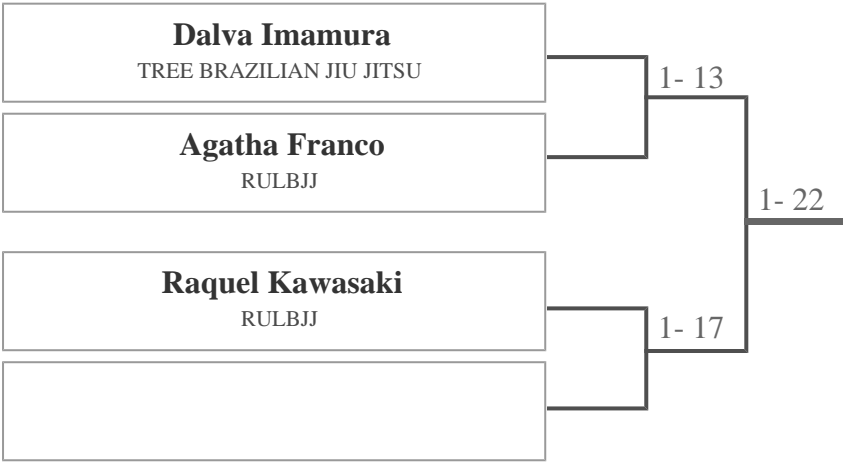 Dalva Imamura
TREE BRAZILIAN JIU JITSU
1- 13
Agatha Franco
RULBJJ
1- 22
Raquel Kawasaki
RULBJJ
1- 17